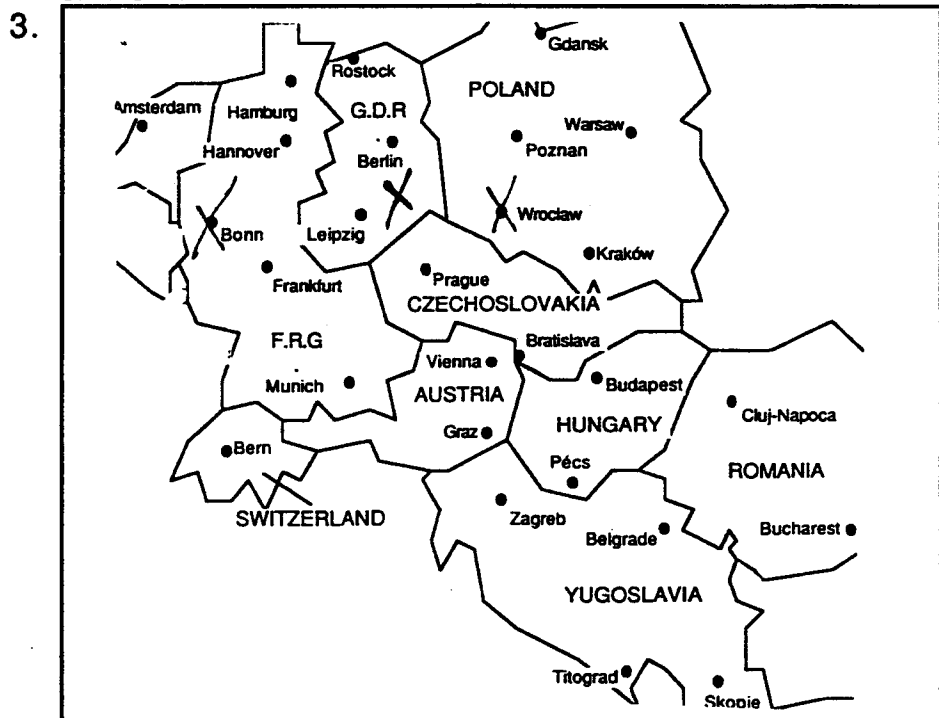 3.
Gdansk
Rostock
POLAND
Amsterdam
Hamburg
G.D.R
Warsaw
Hannover
Berlin
Poznan
Bonn
Leipzig
Wroclaw
Kraków
Frankfurt
Prague
CZECHOSLOVAKIA
F.R.G
Bratislava
Vienna
Munich
AUSTRIA
Budapest
Cluj-Napoca
Graz
HUNGARY
Bern
Pécs
ROMANIA
SWITZERLAND
Zagreb
Belgrade
Bucharest
YUGOSLAVIA
Titograd
Skopje